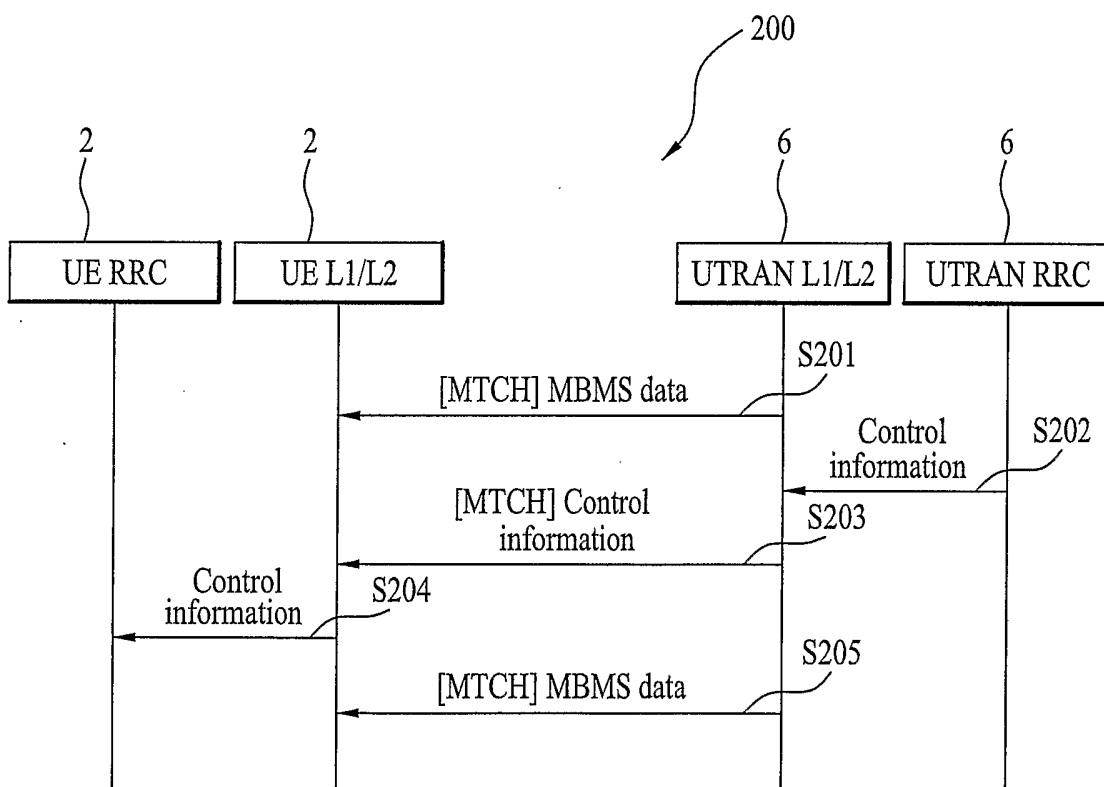 200
2
2
6
6
UE RRC
UE L1/L2
UTRAN L1/L2
UTRAN RRC
S201
[MTCH] MBMS data
Control
information
S202
[MTCH] Control
information
S203
Control
information
S204
S205
[MTCH] MBMS data